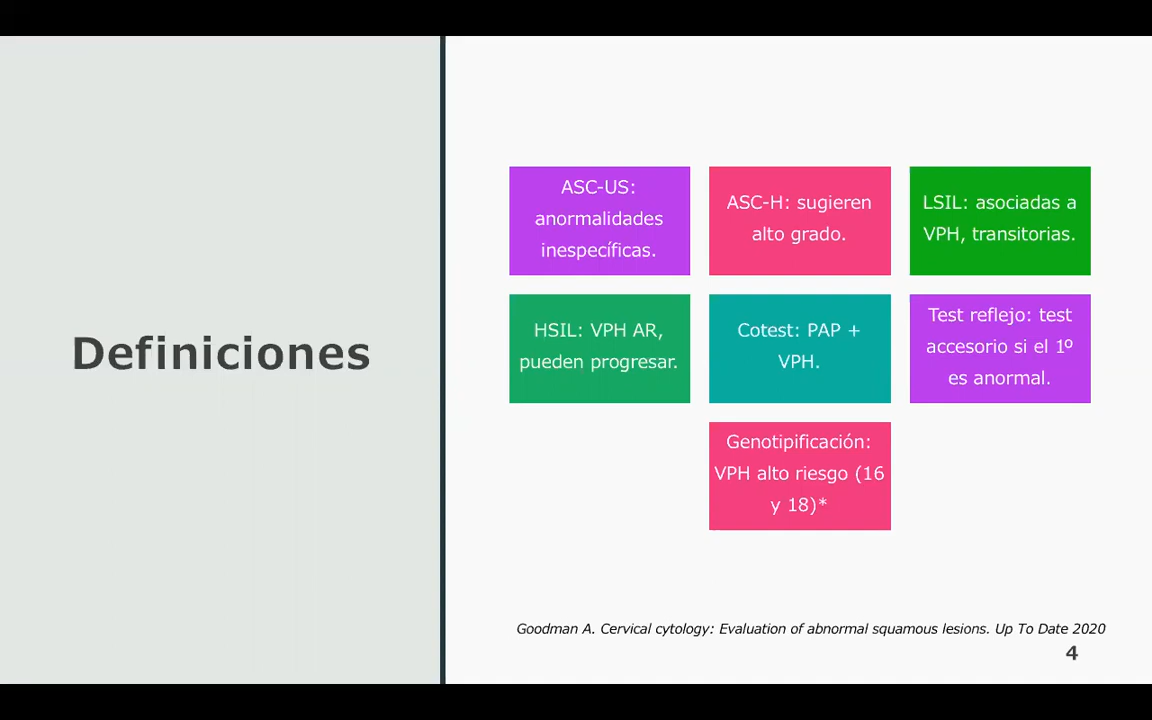 Definiciones
ASC-US:
anormalidades
inespecíficas.
ASC-H: sugieren
alto grado.
LSIL: asociadas a
VPH, transitorias.
HSIL: VPH AR,
pueden progresar.
Cotest: PAP +
VPH.
Test reflejo: test
accesorio si el 1º
es anormal.
Genotipificación:
VPH alto riesgo (16
y 18)*
Goodman A. Cervical cytology: Evaluation of abnormal squamous lesions. Up To Date 2020
4